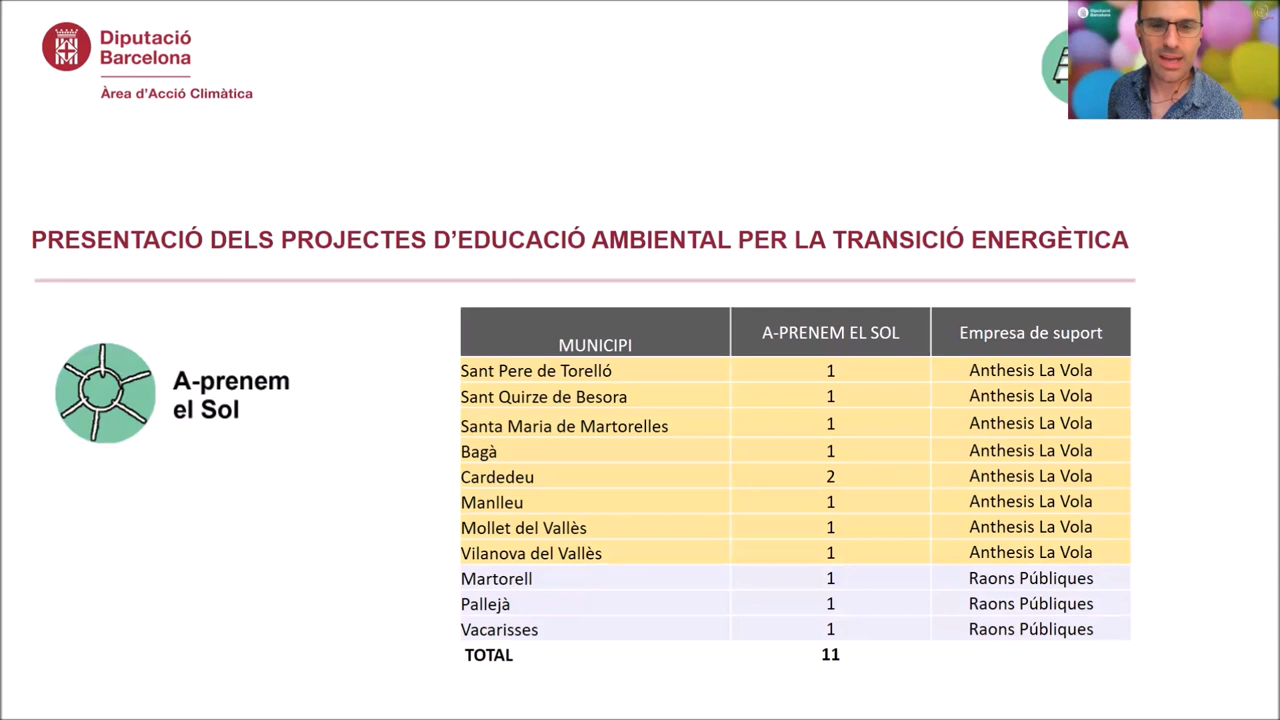 Diputació
Barcelona
Àrea d'Acció Climàtica
Diputació
Barcelona
PRESENTACIÓ DELS PROJECTES D'EDUCACIÓ AMBIENTAL PER LA TRANSICIÓ ENERGÈTICA
A-prenem
el Sol
MUNICIPI A-PRENEM EL SOL Empresa de suport
Sant Pere de Torelló 1 Anthesis La Vola
Sant Quirze de Besora 1 Anthesis La Vola
Santa Maria de Martorelles 1 Anthesis La Vola
Bagà 1 Anthesis La Vola
Cardedeu 2 Anthesis La Vola
Manlleu 1 Anthesis La Vola
Mollet del Vallès 1 Anthesis La Vola
Vilanova del Vallès 1 Anthesis La Vola
Martorell 1 Raons Públiques
Pallejà 1 Raons Públiques
Vacarisses 1 Raons Públiques
TOTAL 11